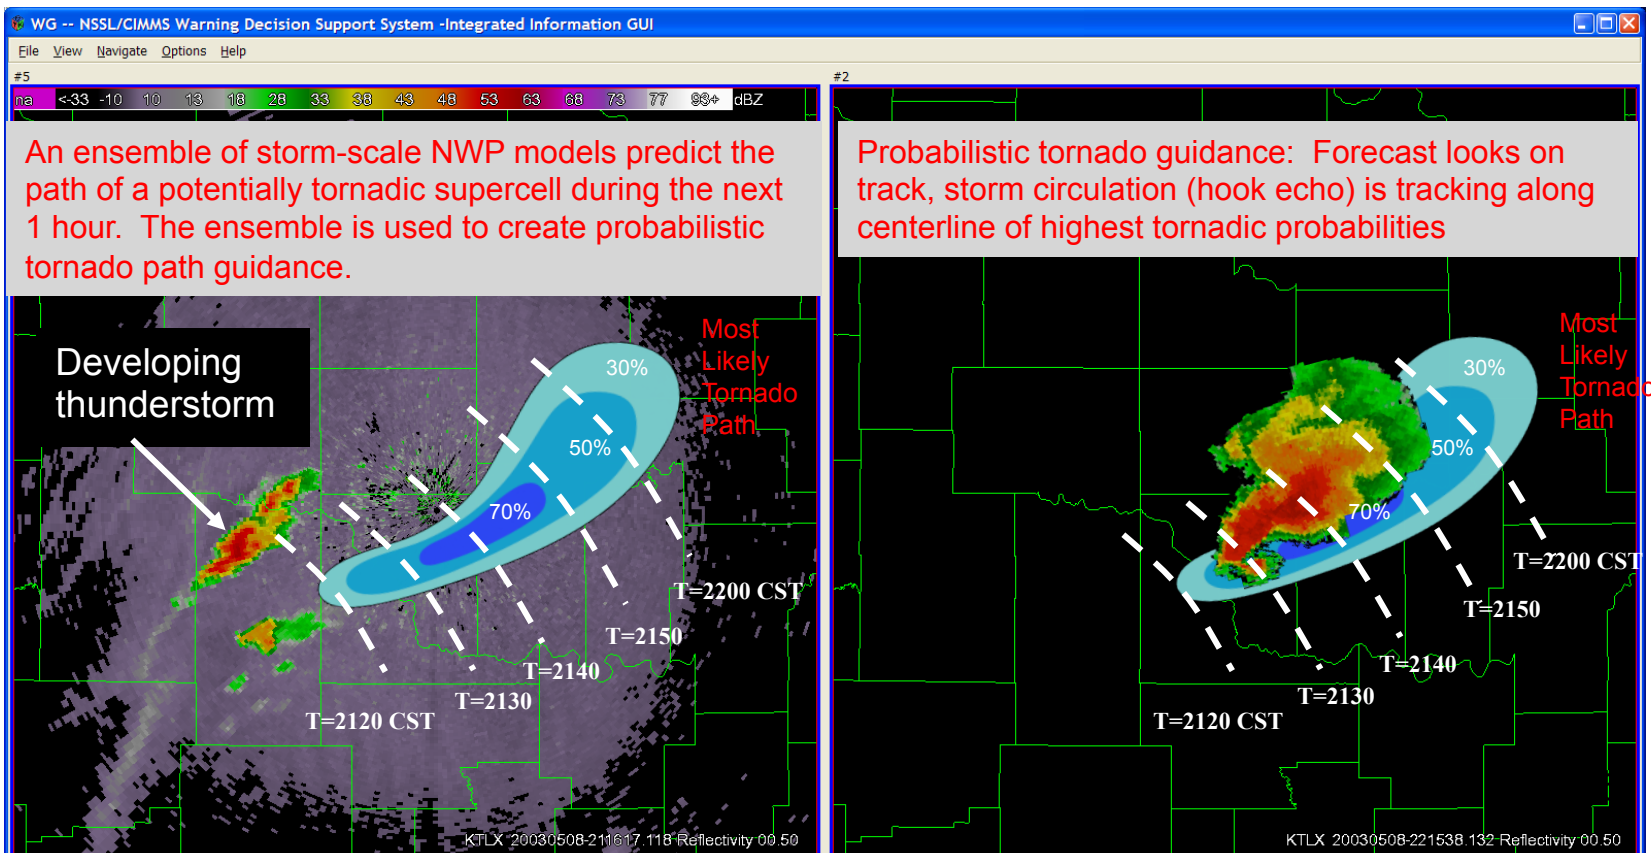 WG -- NSSL/CIMMS Warning Decision Support System -Integrated Information GUI
File View Navigate Options Help
#5
na <-33 -10 10 13 18 28 33 38 43 48 53 63 68 73 77 93+ dBZ
An ensemble of storm-scale NWP models predict the
path of a potentially tornadic supercell during the next
1 hour. The ensemble is used to create probabilistic
tornado path guidance.
Developing
thunderstorm
Most
Likely
Tornado
Path
30%
50%
70%
T=2200 CST
T=2150
T=2140
T=2130
T=2120 CST
KTLX 20030508-211617.118 Reflectivity 00.50
#2
Probabilistic tornado guidance: Forecast looks on
track, storm circulation (hook echo) is tracking along
centerline of highest tornadic probabilities
Most
Likely
Tornado
Path
30%
50%
70%
T=2200 CST
T=2150
T=2140
T=2130
T=2120 CST
KTLX 20030508-221538.132 Reflectivity 00.50